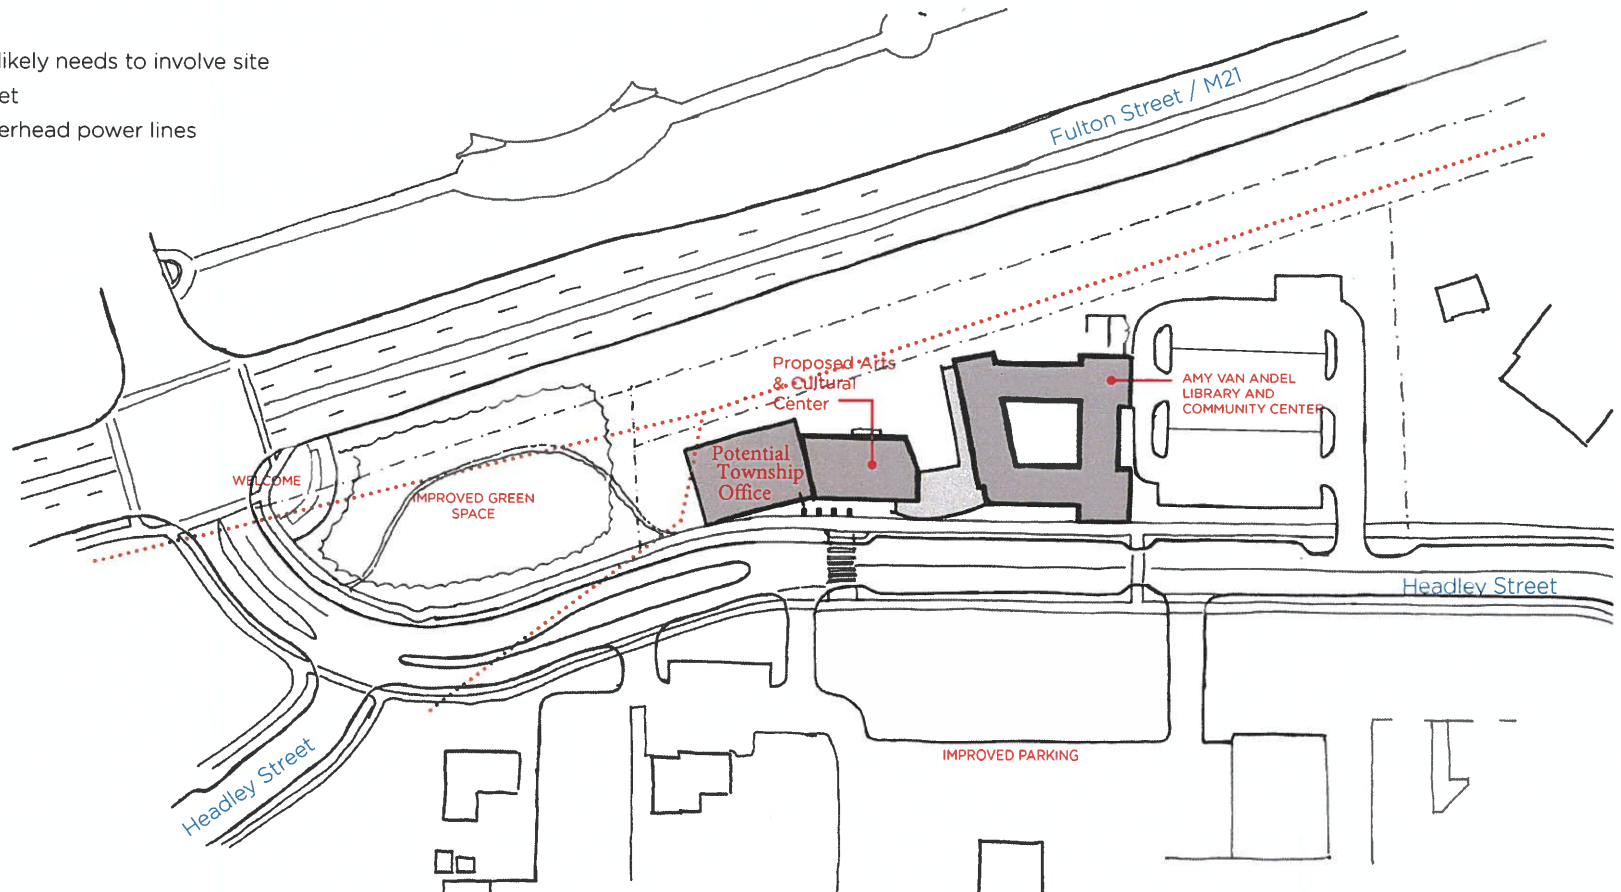 likely needs to involve site
et
erhead power lines
Fulton Street / M21
Proposed Arts
& Cultural
Center
AMY VAN ANDEL
LIBRARY AND
COMMUNITY CENTER
Potential
Township
Office
WELCOME
IMPROVED GREEN
SPACE
Headley Street
IMPROVED PARKING
Headley Street